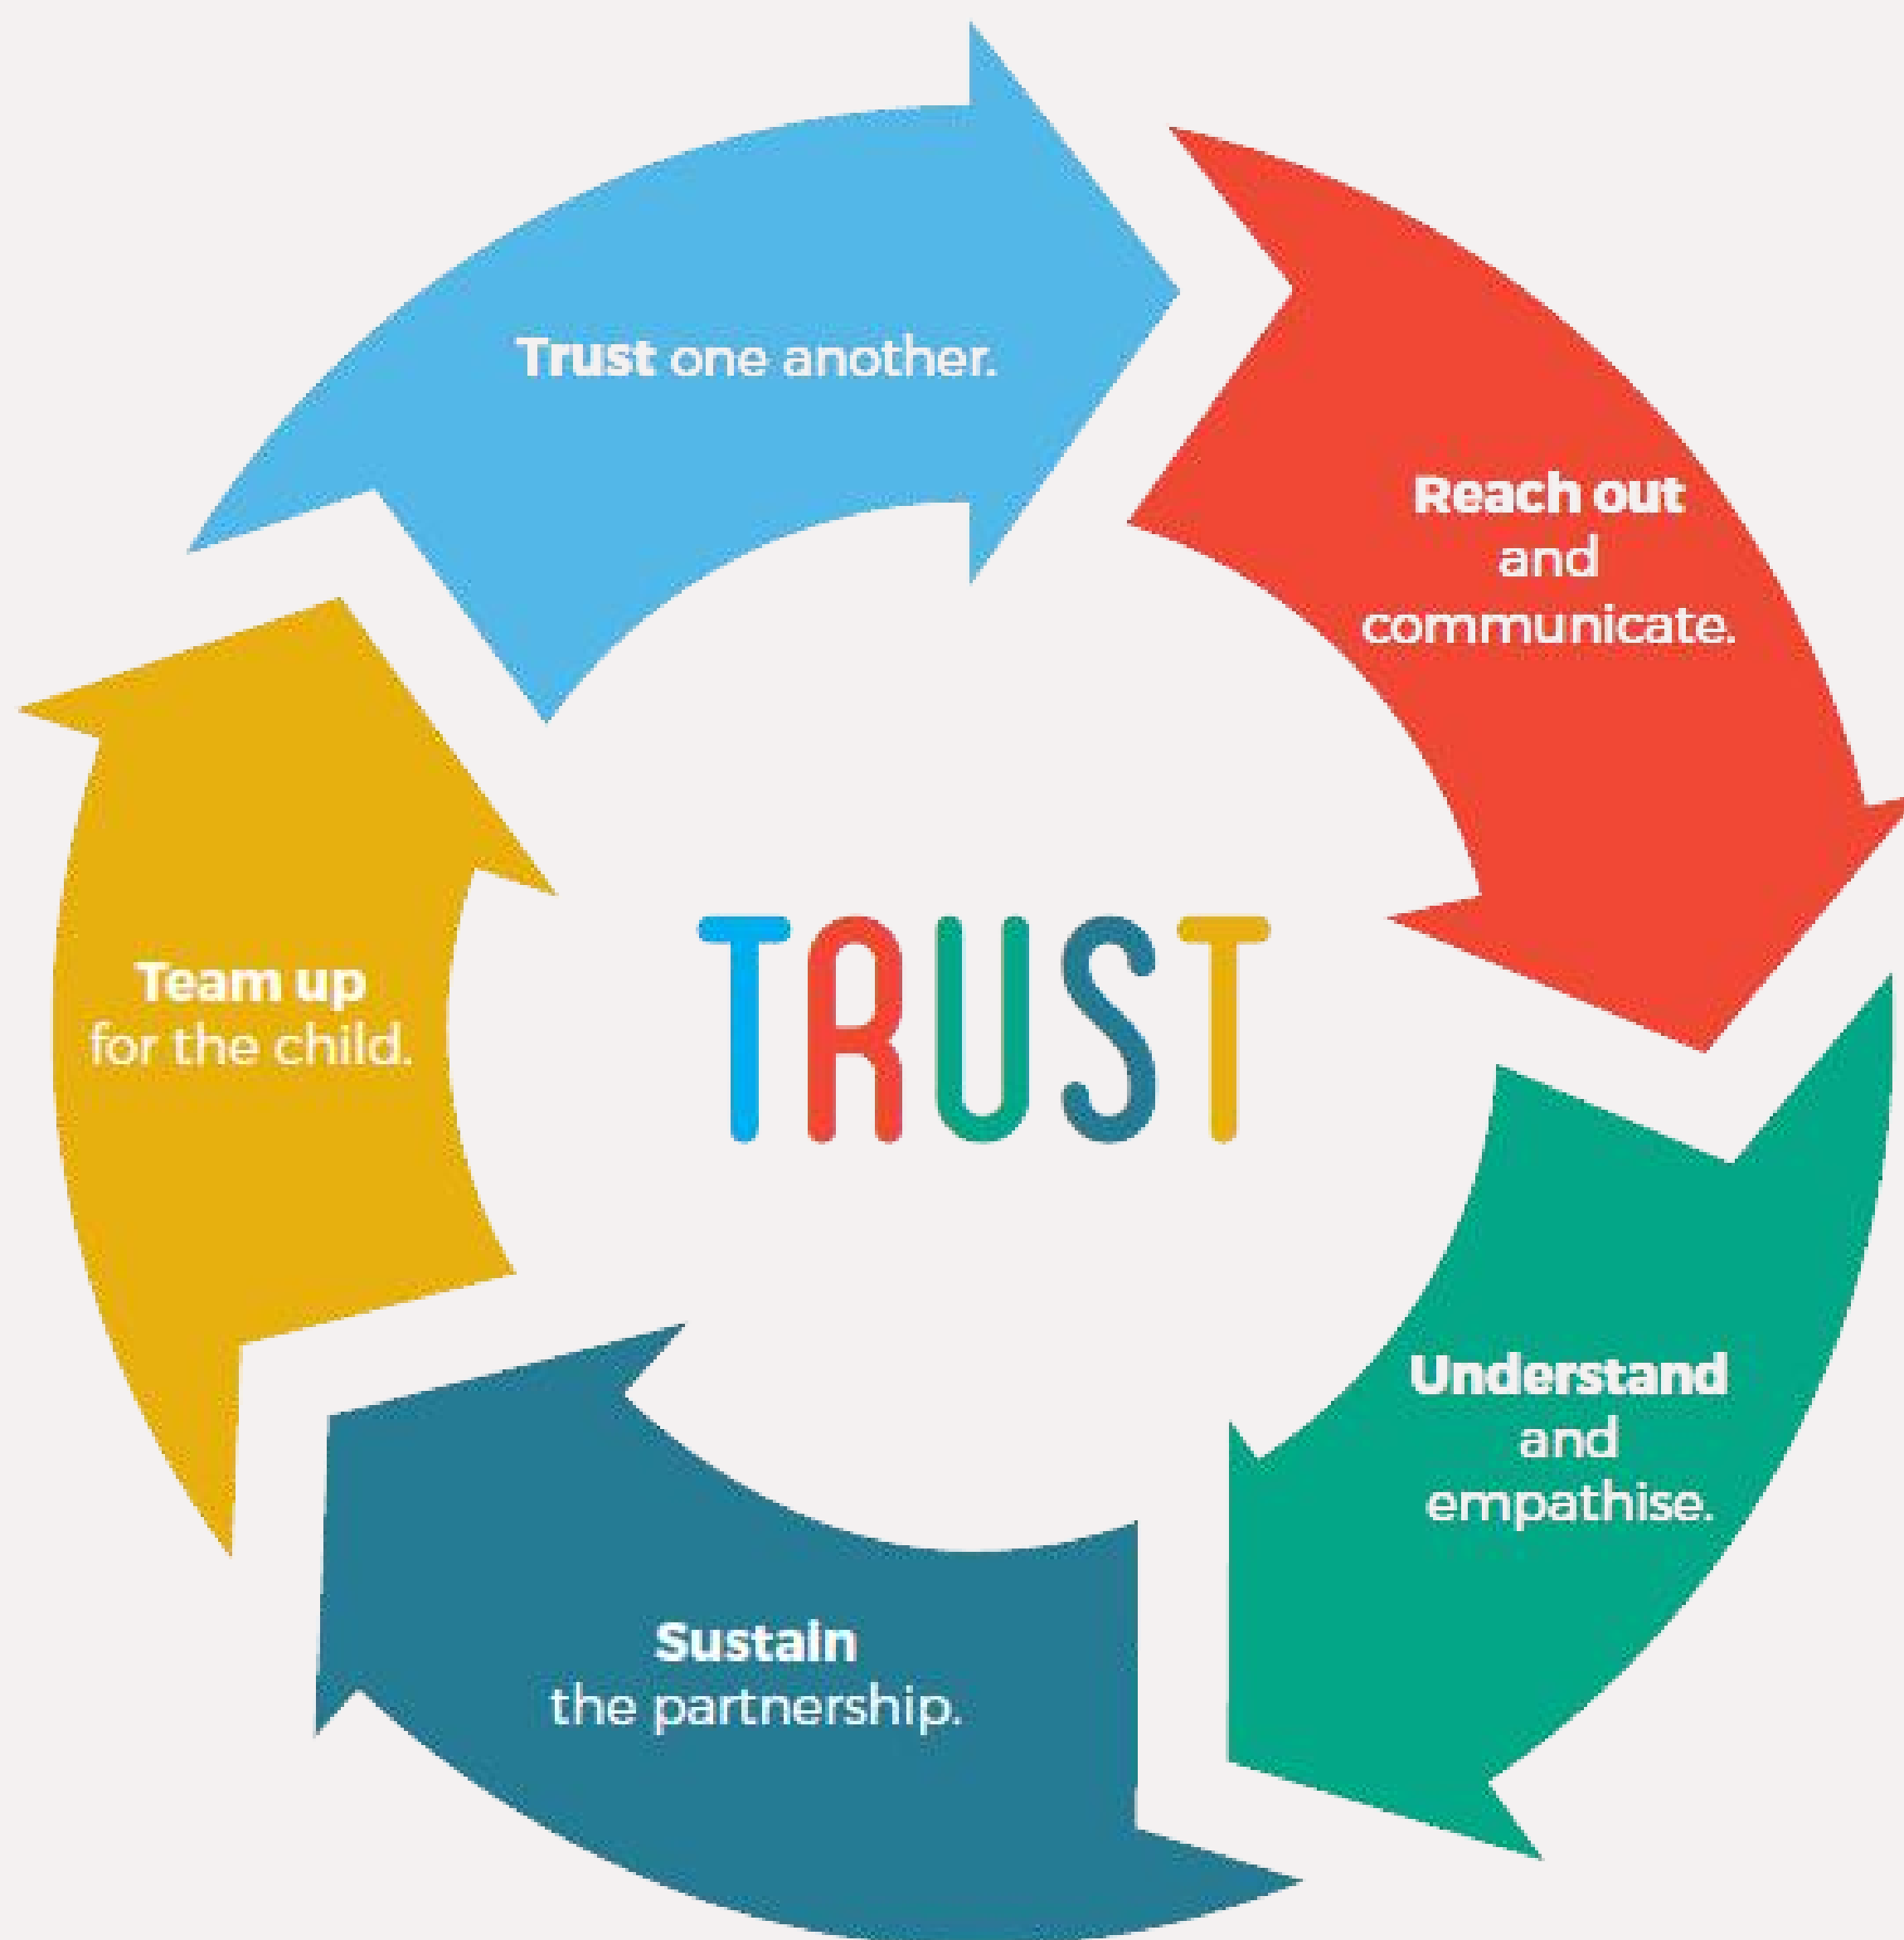 Trust one another.
Reach out
and
communicate.
Understand
and
empathise.
Sustain
the partnership.
Team up
for the child.
TRUST